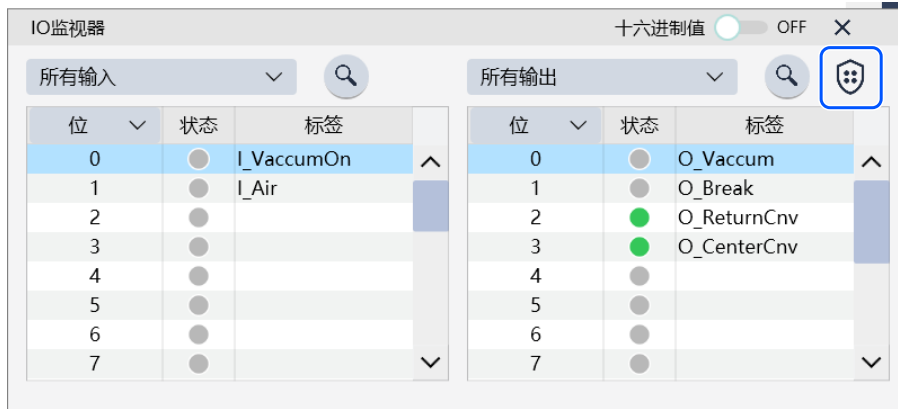 IO监视器 十六进制值 OFF
所有输入 所有输出
位 状态 标签 位 状态 标签
0 I_VaccumOn 0 O_Vaccum
1 I_Air 1 O_Break
2 2 O_ReturnCnv
3 3 O_CenterCnv
4 4
5 5
6 6
7 7